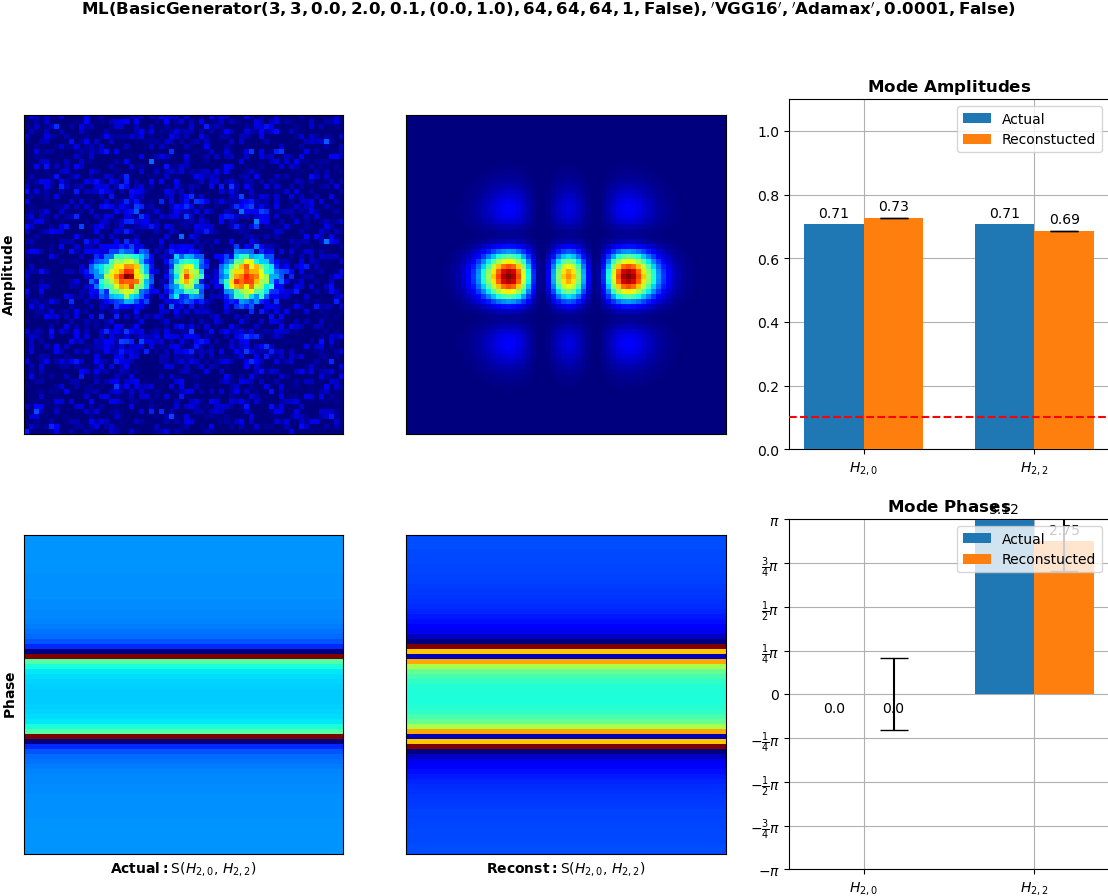 ML(BasicGenerator(3, 3, 0.0, 2.0, 0.1, (0.0, 1.0), 64, 64, 64, 1, False), ′VGG16′, ′Adamax′, 0.0001, False)
Mode Amplitudes
Actual
Reconstucted
1.0
0.8
0.6
0.4
0.2
0.0
0.71
0.73
0.71
0.69
H2,0
H2,2
Amplitude
Mode Phases
3.12
2.75
Actual
Reconstucted
π
3/4π
1/2π
1/4π
0
−1/4π
−1/2π
−3/4π
−π
0.0
0.0
H2,0
H2,2
Phase
Actual: S(H2,0, H2,2)
Reconst: S(H2,0, H2,2)